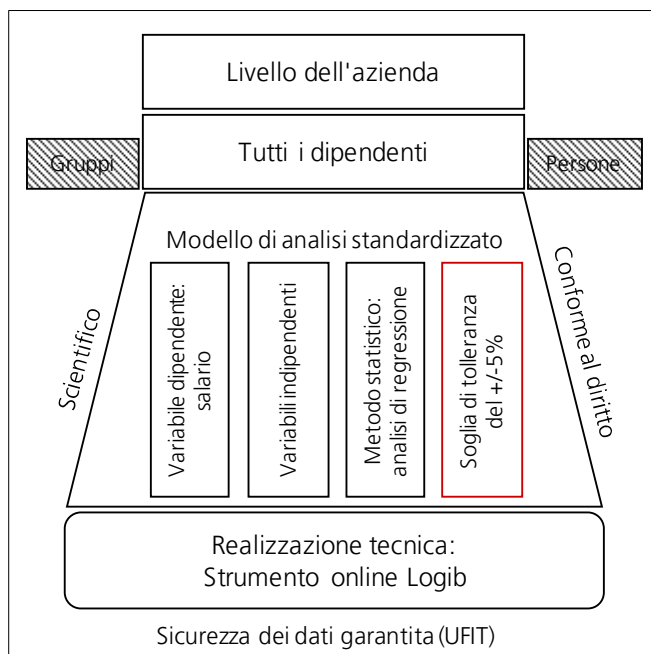 Livello dell'azienda
Gruppi
Tutti i dipendenti
Persone
Modello di analisi standardizzato
Scientifico
Variabile dipendente:
salario
Variabili indipendenti
Metodo statistico:
analisi di regressione
Soglia di tolleranza
del +/-5%
Conforme al diritto
Realizzazione tecnica:
Strumento online Logib
Sicurezza dei dati garantita (UFIT)